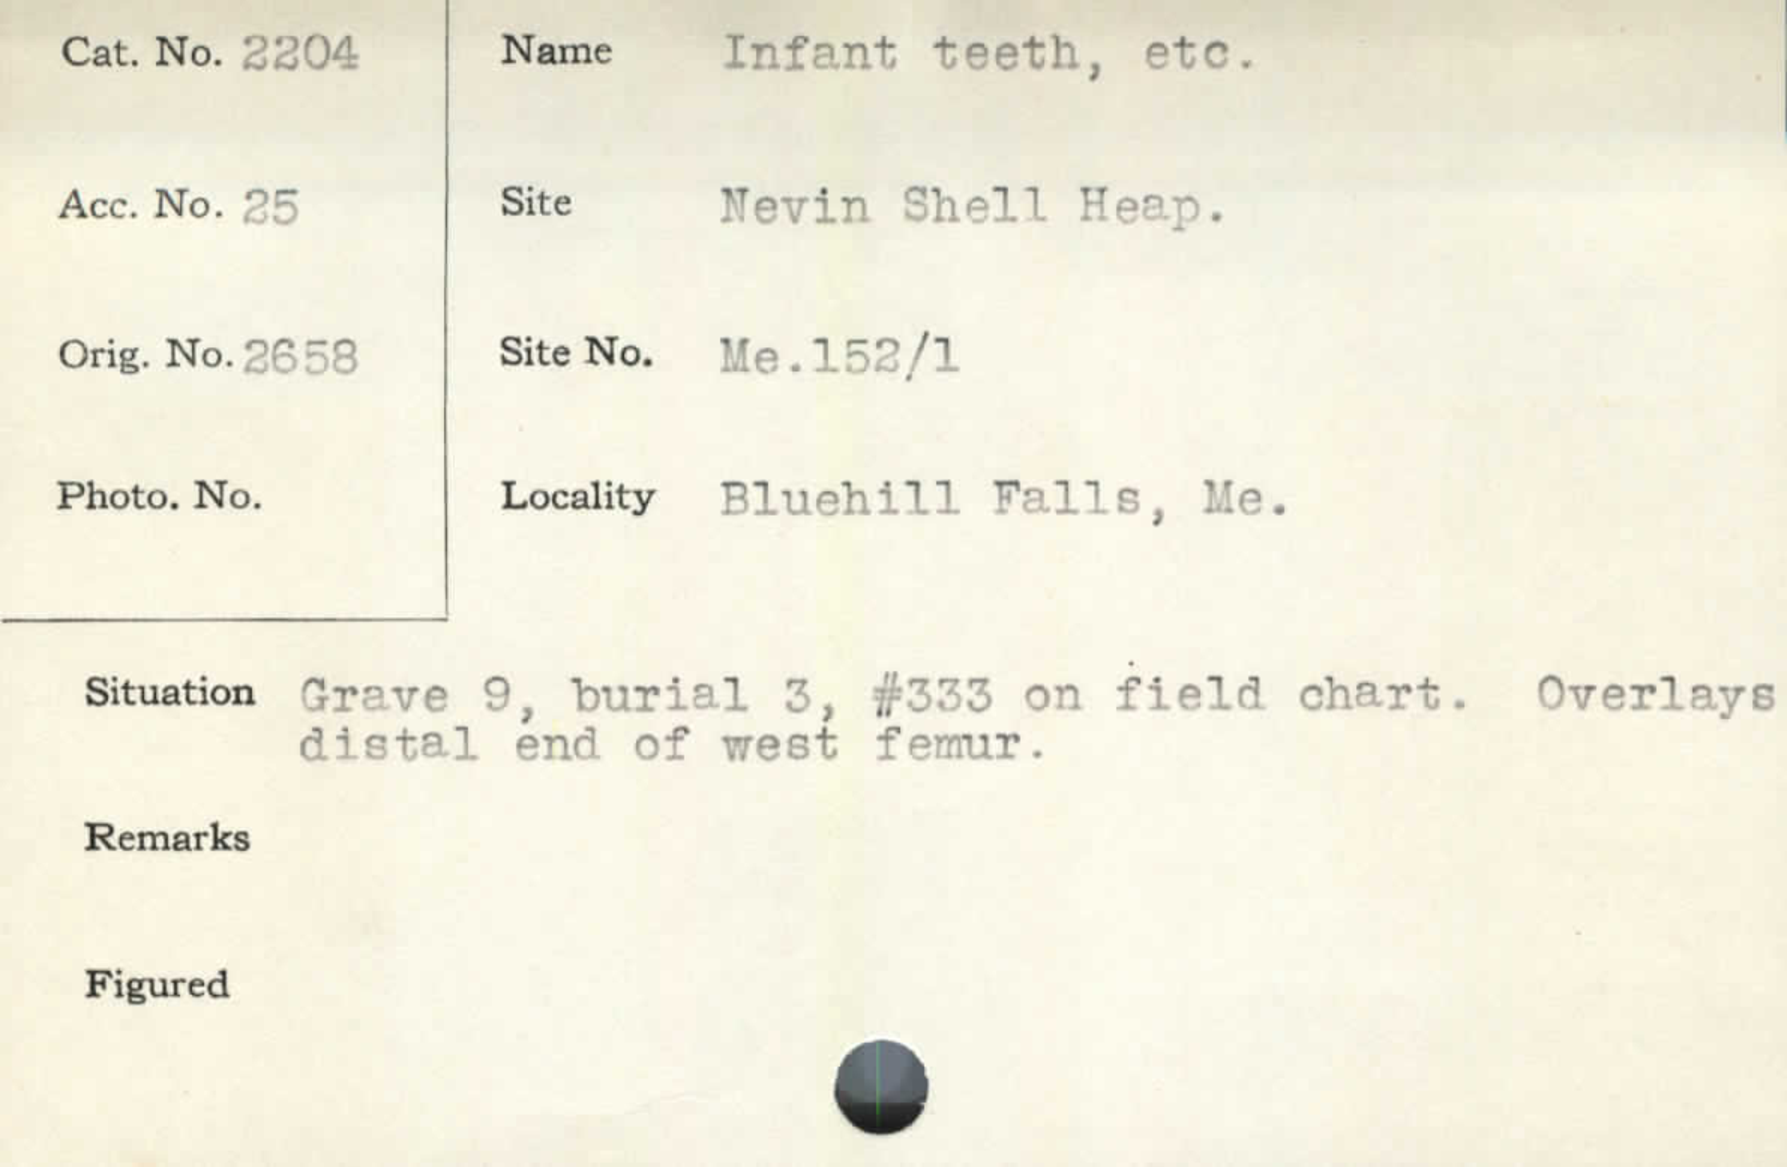 Cat. No. 2204
Name Infant teeth, etc.
Acc. No. 25
Site Nevin Shell Heap.
Orig. No. 2658
Site No. Me.152/1
Photo. No.
Locality Bluehill Falls, Me.
Situation Grave 9, burial 3, #333 on field chart. Overlays
distal end of west femur.
Remarks
Figured